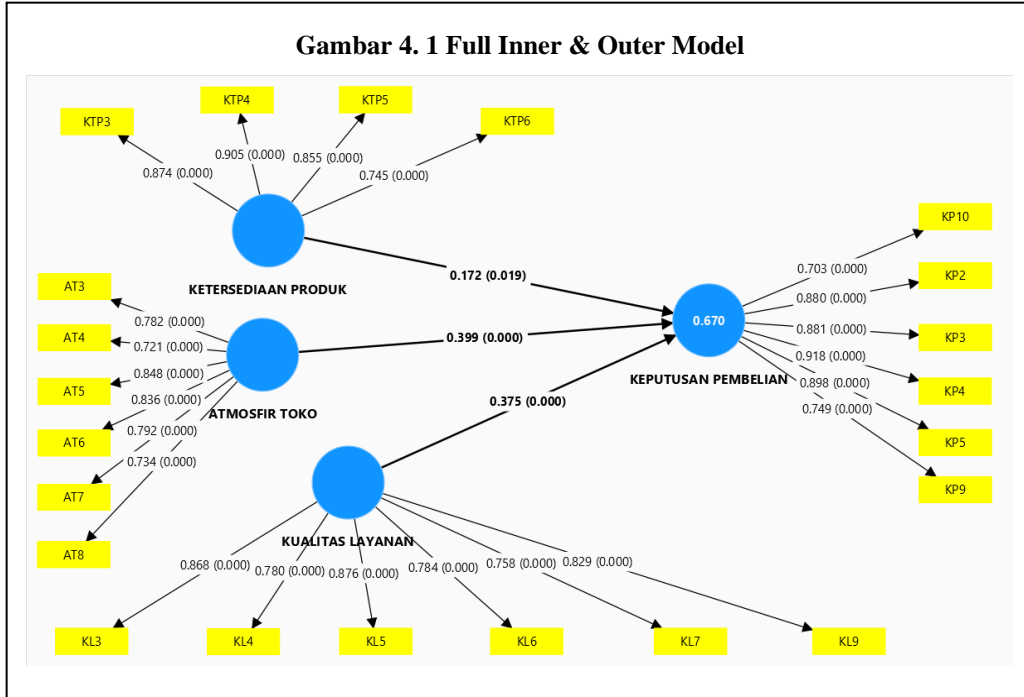 Gambar 4. 1 Full Inner & Outer Model
KTP3
KTP4
KTP5
KTP6
0.874 (0.000)
0.905 (0.000)
0.855 (0.000)
0.745 (0.000)
KETERSEDIAAN PRODUK
0.172 (0.019)
AT3
AT4
AT5
AT6
AT7
AT8
0.782 (0.000)
0.721 (0.000)
0.848 (0.000)
0.836 (0.000)
0.792 (0.000)
0.734 (0.000)
ATMOSFIR TOKO
0.399 (0.000)
0.375 (0.000)
0.670
KEPUTUSAN PEMBELIAN
0.703 (0.000)
0.880 (0.000)
0.881 (0.000)
0.918 (0.000)
0.898 (0.000)
0.749 (0.000)
KP10
KP2
KP3
KP4
KP5
KP9
KUALITAS LAYANAN
0.868 (0.000)
0.780 (0.000)
0.876 (0.000)
0.784 (0.000)
0.758 (0.000)
0.829 (0.000)
KL3
KL4
KL5
KL6
KL7
KL9